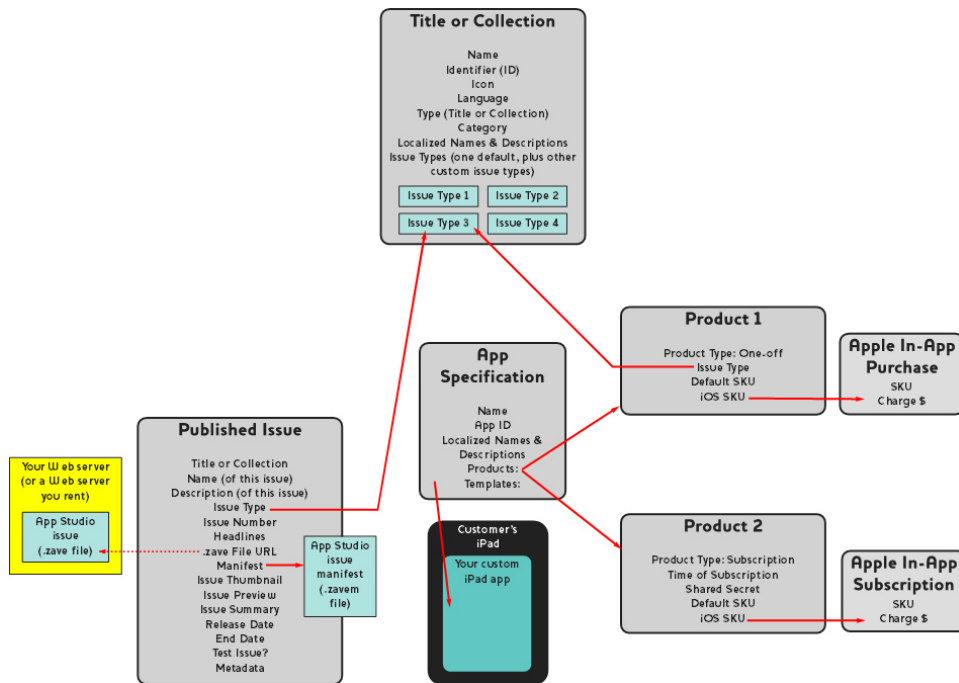 Title or Collection
Name
Identifier (ID)
Icon
Language
Type (Title or Collection)
Category
Localized Names & Descriptions
Issue Types (one default, plus other
custom issue types)
Issue Type 1
Issue Type 2
Issue Type 3
Issue Type 4
Product 1
Product Type: One-off
Issue Type
Default SKU
iOS SKU
Apple In-App
Purchase
SKU
Charge $
App
Specification
Name
App ID
Localized Names &
Descriptions
Products:
Templates:
Published Issue
Title or Collection
Name (of this issue)
Description (of this issue)
Issue Type
Issue Number
Headlines
.zave File URL
Manifest
Issue Thumbnail
Issue Preview
Issue Summary
Release Date
End Date
Test Issue?
Metadata
Your Web server
(or a Web server
you rent)
App Studio
issue
(.zave file)
App Studio
issue
manifest
(.zavem
file)
Customer's
iPad
Your custom
iPad app
Product 2
Product Type: Subscription
Time of Subscription
Shared Secret
Default SKU
iOS SKU
Apple In-App
Subscription
SKU
Charge $